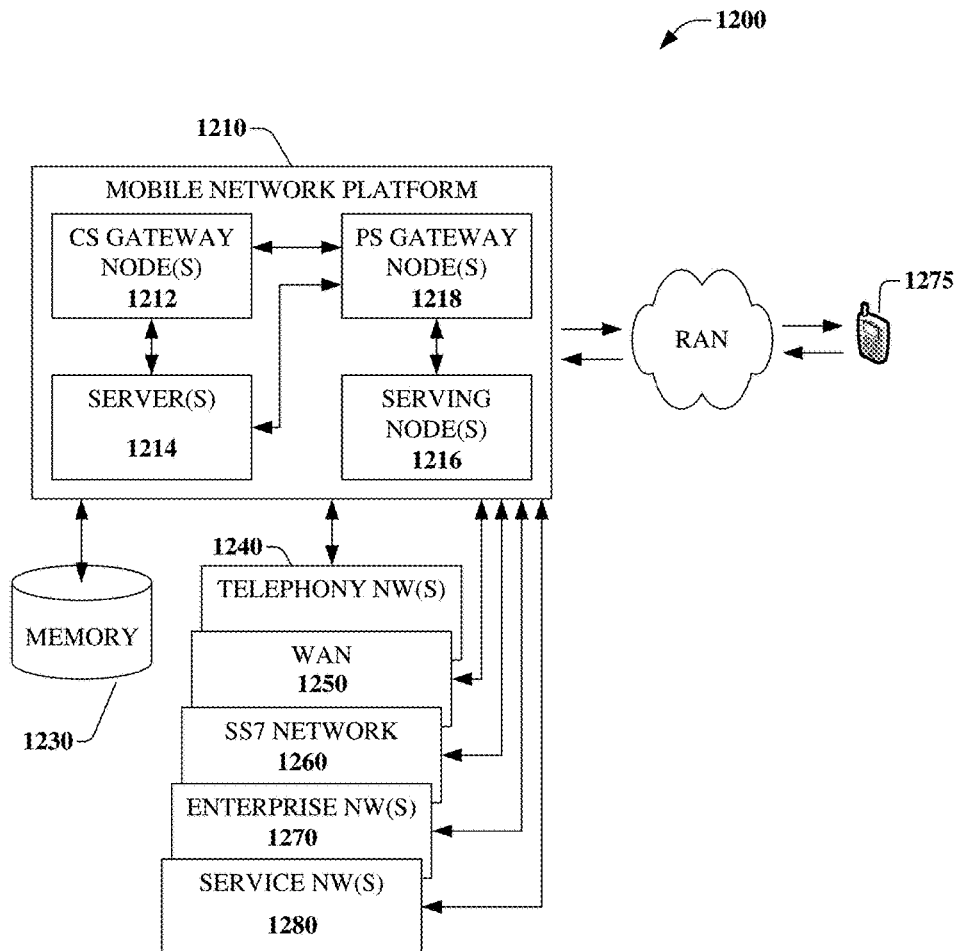 1200
1210
MOBILE NETWORK PLATFORM
CS GATEWAY
NODE(S)
1212
PS GATEWAY
NODE(S)
1218
SERVER(S)
1214
SERVING
NODE(S)
1216
RAN
1275
1240
TELEPHONY NW(S)
MEMORY
1230
WAN
1250
SS7 NETWORK
1260
ENTERPRISE NW(S)
1270
SERVICE NW(S)
1280